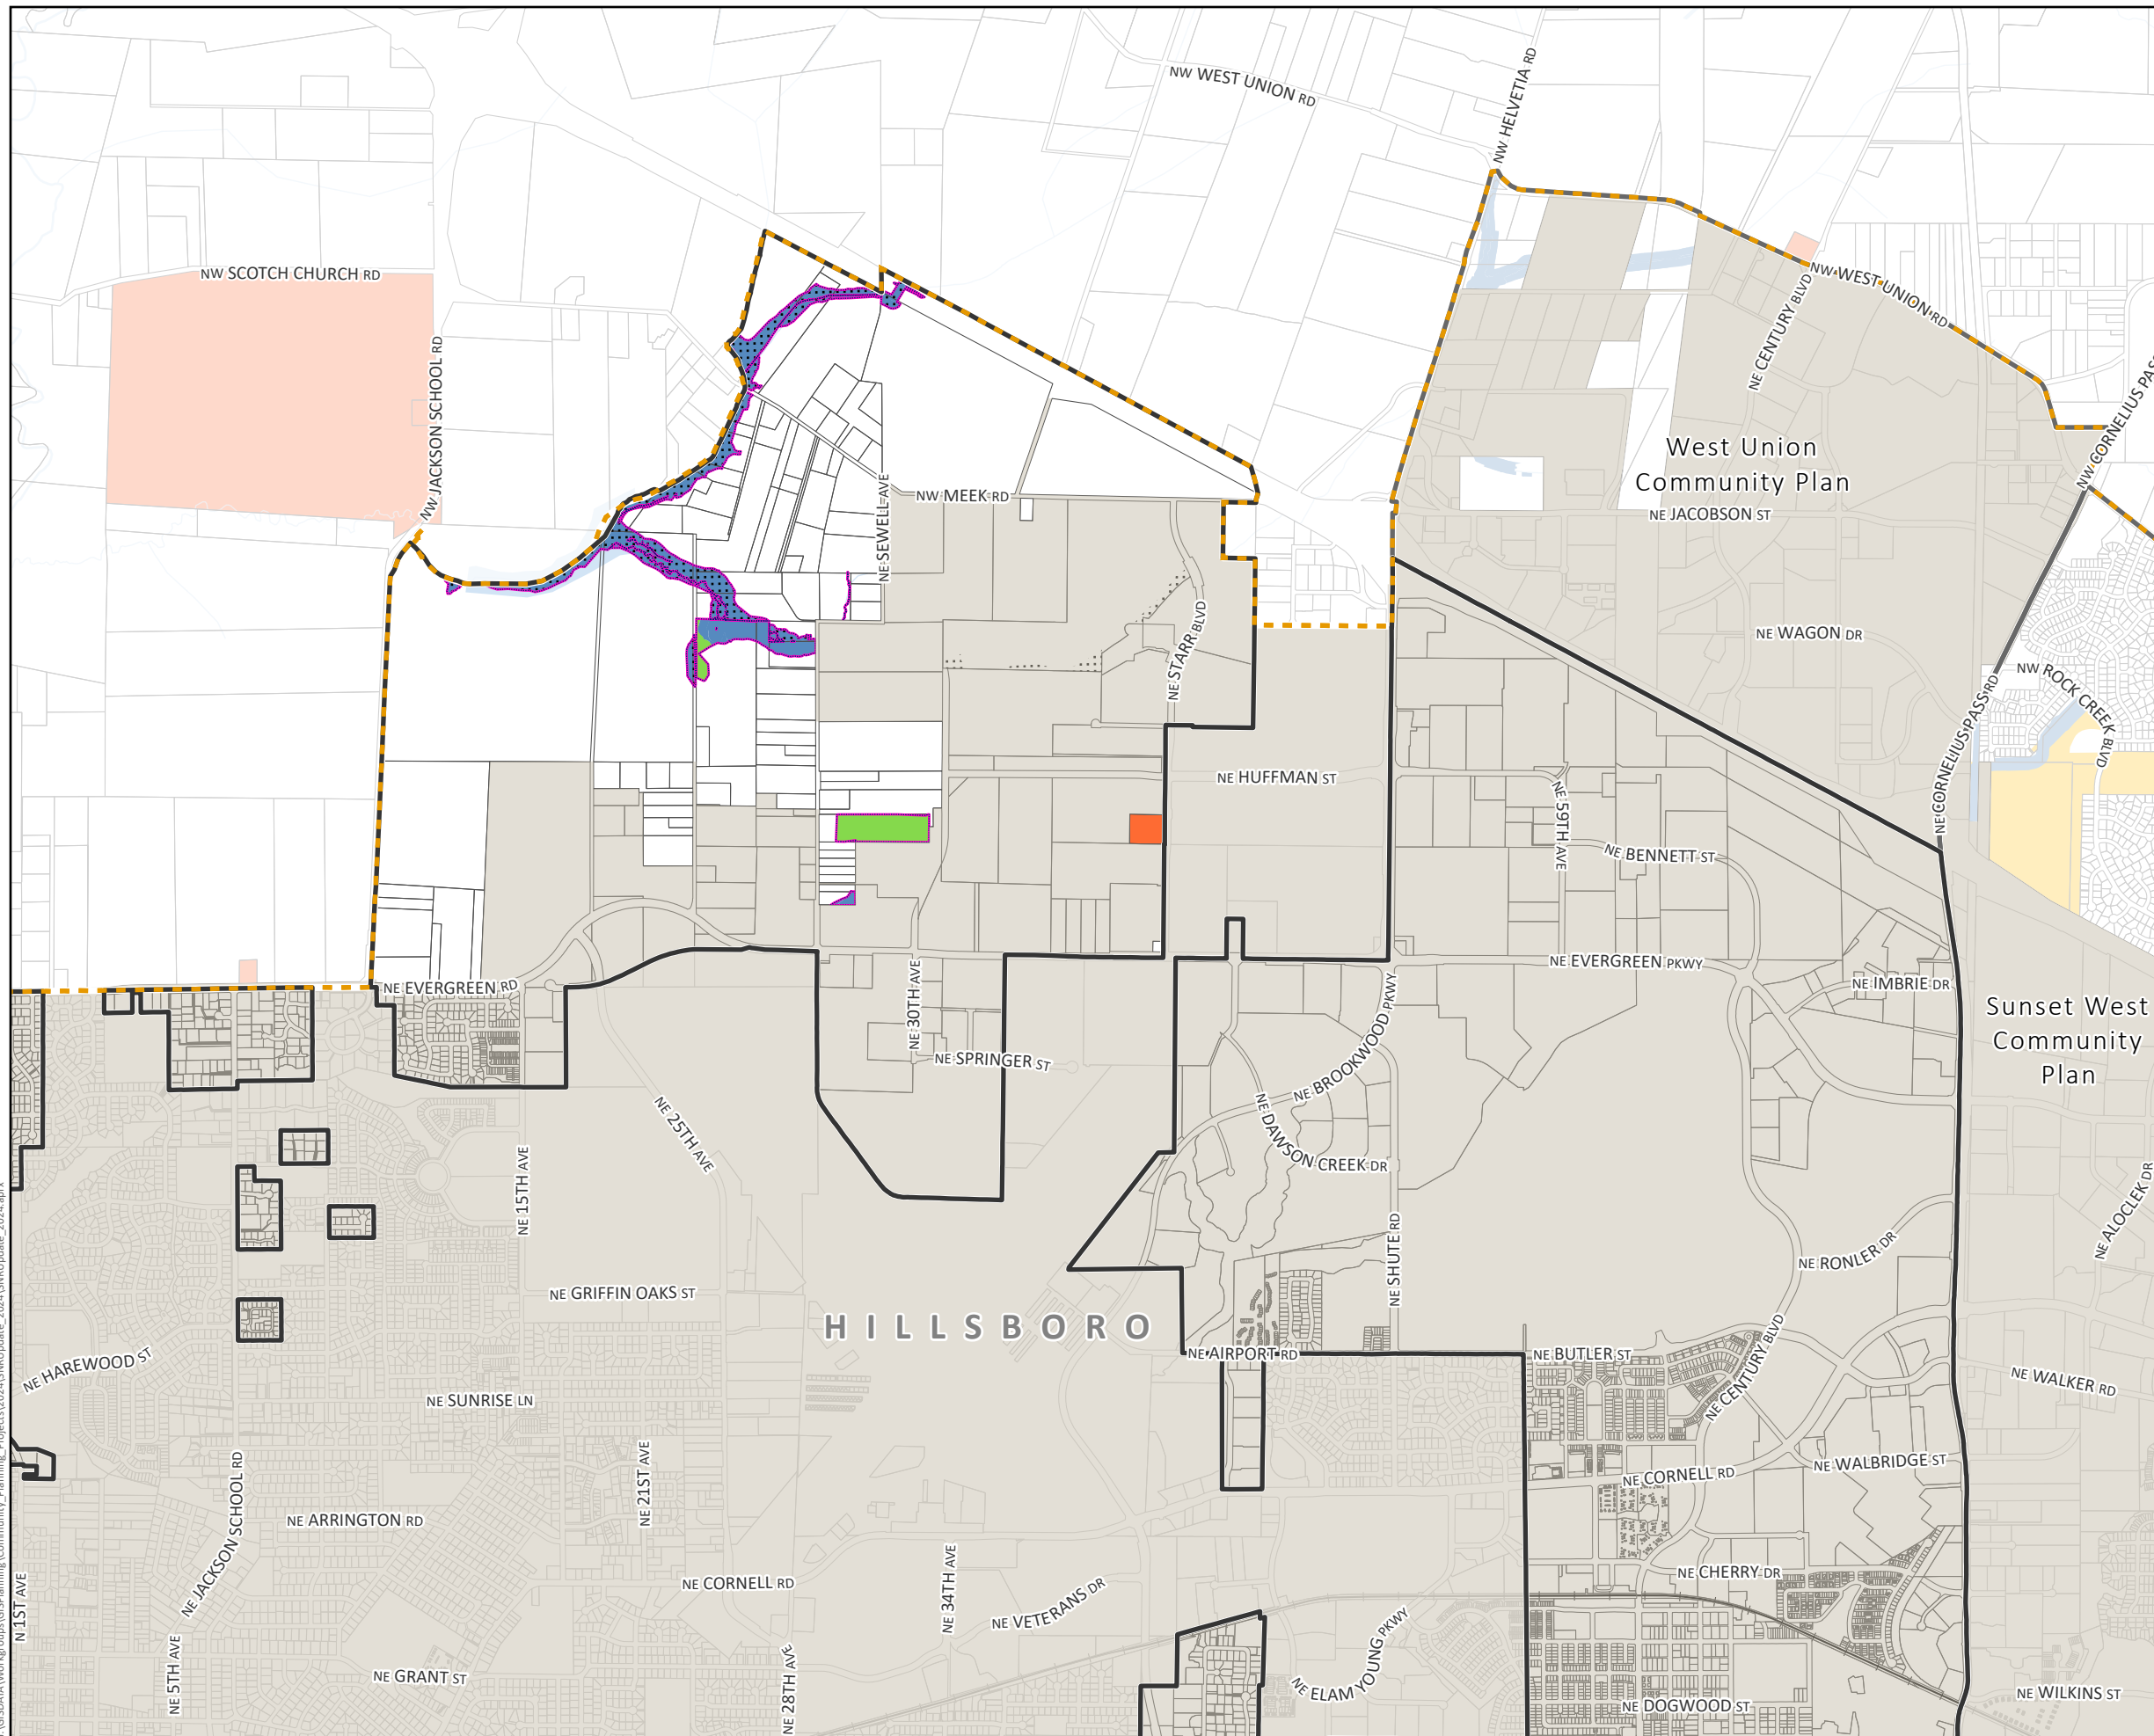 NW WEST UNION RD
NW HELVETIA RD
NW SCOTCH CHURCH RD
NW WEST UNION RD
NE CENTURY BLVD
NW JACKSON SCHOOL RD
West Union
Community Plan
NW CORNELIUS PASS
NE SEWELL AVE
NW MEEK RD
NE JACOBSON ST
NE STARR BLVD
NE WAGON DR
NW ROCK CREEK BLVD
NE CORNELIUS PASS RD
NE HUFFMAN ST
NE 59TH AVE
NE BENNETT ST
NE EVERGREEN PKWY
NE EVERGREEN RD
NE IMBRIE DR
NE 30TH AVE
Sunset West
Community
Plan
NE SPRINGER ST
NE BROOKWOOD PKWY
NE 25TH AVE
NE DAWSON CREEK DR
NE 15TH AVE
NE SHUTE RD
NE ALOCLEK DR
NE RONLER DR
NE GRIFFIN OAKS ST
HILLSBORO
NE AIRPORT RD
NE BUTLER ST
NE HAREWOOD ST
NE CENTURY BLVD
NE WALKER RD
NE SUNRISE LN
NE 21ST AVE
NE JACKSON SCHOOL RD
NE CORNELL RD
NE WALBRIDGE ST
NE ARRINGTON RD
NE 34TH AVE
NE CORNELL RD
NE CHERRY DR
N 1ST AVE
NE VETERANS DR
NE 5TH AVE
NE GRANT ST
NE 28TH AVE
NE ELAM YOUNG PKWY
NE DOGWOOD ST
NE WILKINS ST